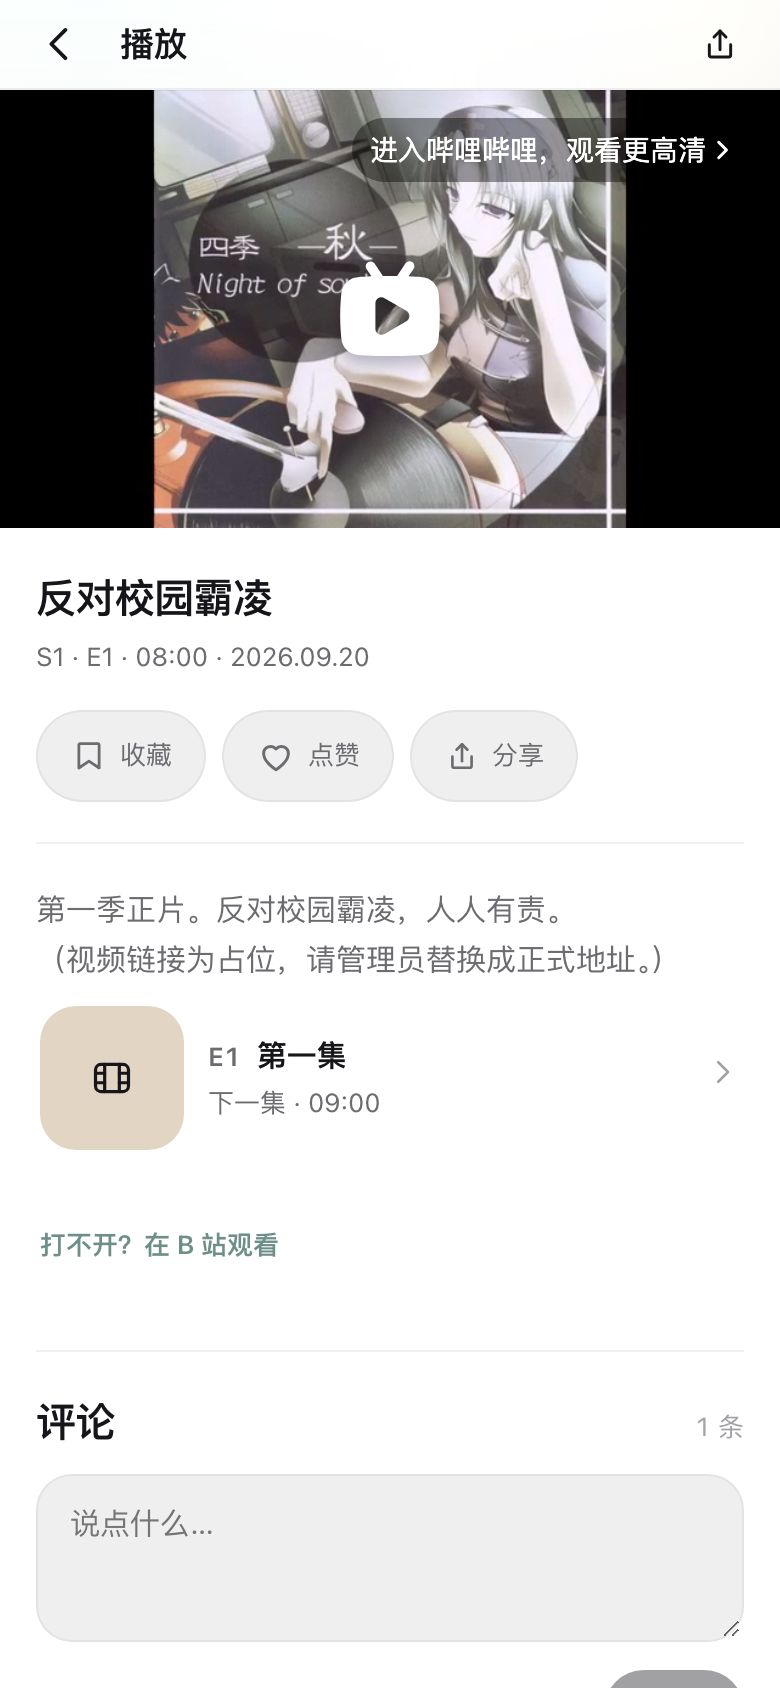 播放
进入哔哩哔哩，观看更高清
四季 —秋—
Night of
反对校园霸凌
S1 · E1 · 08:00 · 2026.09.20
收藏
点赞
分享
第一季正片。反对校园霸凌，人人有责。
（视频链接为占位，请管理员替换成正式地址。）
E1 第一集
下一集 · 09:00
打不开？在 B 站观看
评论
1 条
说点什么...